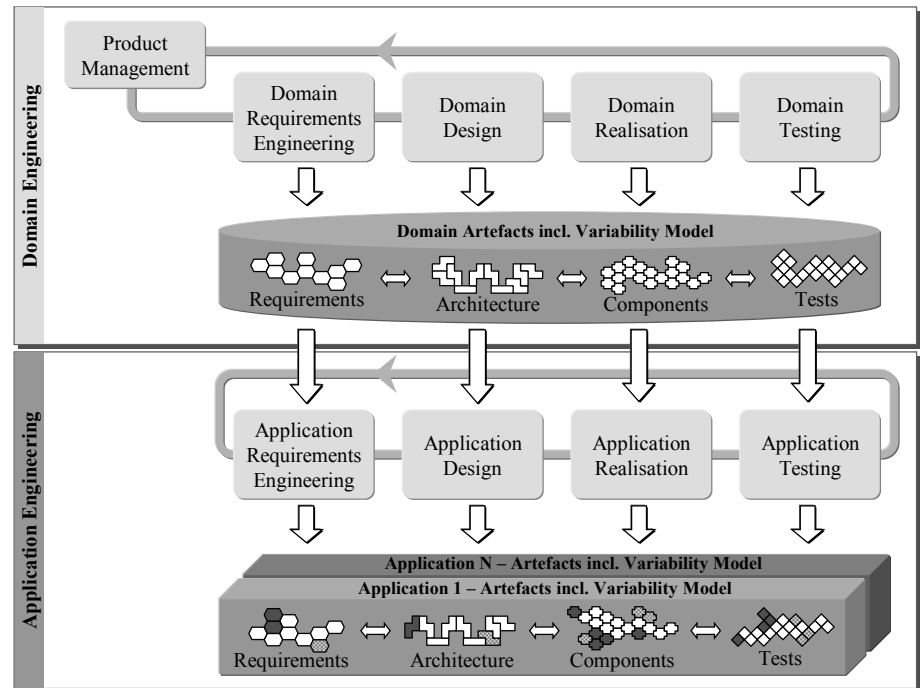 Domain Engineering
Product
Management
Domain
Requirements
Engineering
Domain
Design
Domain
Realisation
Domain
Testing
Domain Artefacts incl. Variability Model
Requirements
Architecture
Components
Tests
Application Engineering
Application
Requirements
Engineering
Application
Design
Application
Realisation
Application
Testing
Application N – Artefacts incl. Variability Model
Application 1 – Artefacts incl. Variability Model
Requirements
Architecture
Components
Tests